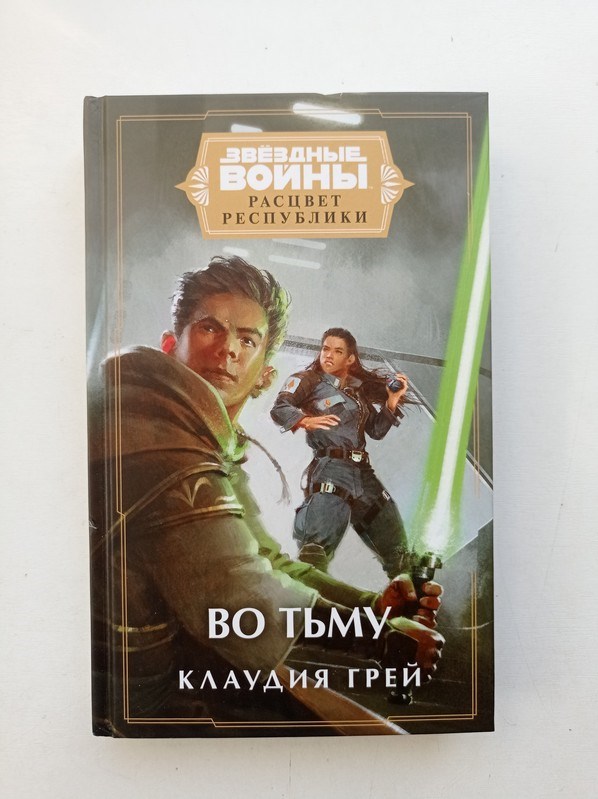 ЗВЁЗДНЫЕ
ВОЙНЫ
РАСЦВЕТ
РЕСПУБЛИКИ
ВО ТЬМУ
КЛАУДИЯ ГРЕЙ